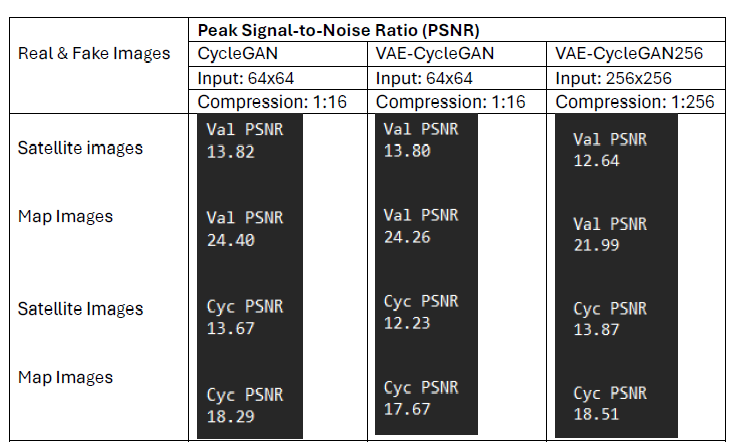 Real & Fake Images
Peak Signal-to-Noise Ratio (PSNR)
CycleGAN
VAE-CycleGAN
VAE-CycleGAN256
Input: 64x64
Input: 64x64
Input: 256x256
Compression: 1:16
Compression: 1:16
Compression: 1:256
Satellite images
Val PSNR
13.82
Val PSNR
13.80
Val PSNR
12.64
Map Images
Val PSNR
24.40
Val PSNR
24.26
Val PSNR
21.99
Satellite Images
Cyc PSNR
13.67
Cyc PSNR
12.23
Cyc PSNR
13.87
Map Images
Cyc PSNR
18.29
Cyc PSNR
17.67
Cyc PSNR
18.51